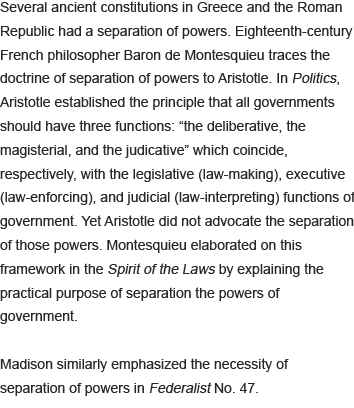 Several ancient constitutions in Greece and the Roman
Republic had a separation of powers. Eighteenth-century
French philosopher Baron de Montesquieu traces the
doctrine of separation of powers to Aristotle. In Politics,
Aristotle established the principle that all governments
should have three functions: “the deliberative, the
magisterial, and the judicative” which coincide,
respectively, with the legislative (law-making), executive
(law-enforcing), and judicial (law-interpreting) functions of
government. Yet Aristotle did not advocate the separation
of those powers. Montesquieu elaborated on this
framework in the Spirit of the Laws by explaining the
practical purpose of separation the powers of
government.
Madison similarly emphasized the necessity of
separation of powers in Federalist No. 47.